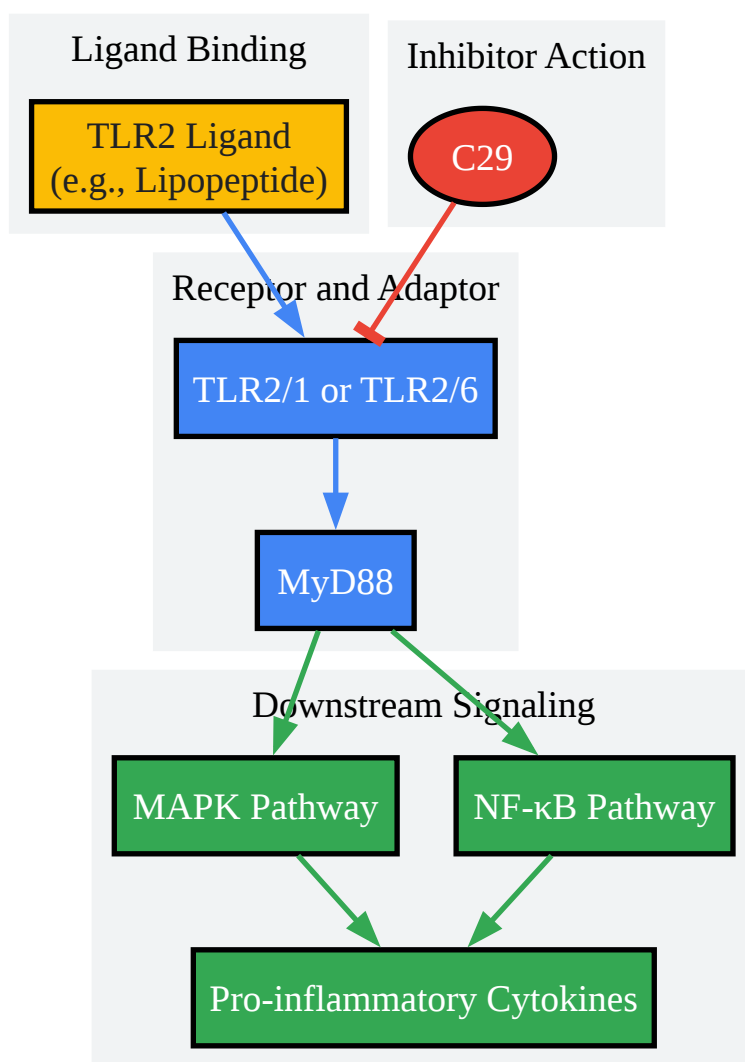 Ligand Binding
Inhibitor Action
TLR2 Ligand
(e.g., Lipopeptide)
C29
Receptor and Adaptor
TLR2/1 or TLR2/6
MyD88
Downstream Signaling
MAPK Pathway
NF-κB Pathway
Pro-inflammatory Cytokines